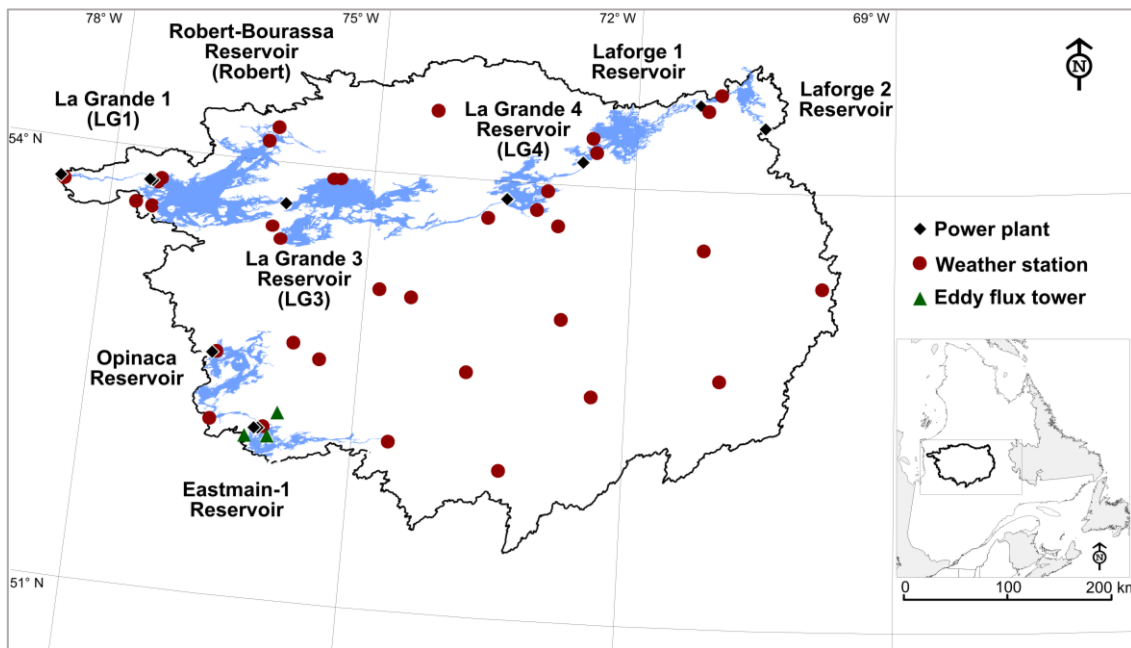 78° W
75° W
72° W
69° W
Robert-Bourassa
Reservoir
(Robert)
Laforge 1
Reservoir
N
La Grande 1
(LG1)
La Grande 4
Reservoir
(LG4)
Laforge 2
Reservoir
54° N
Power plant
Weather station
Eddy flux tower
La Grande 3
Reservoir
(LG3)
Opinaca
Reservoir
Eastmain-1
Reservoir
N
51° N
0 100 200 km